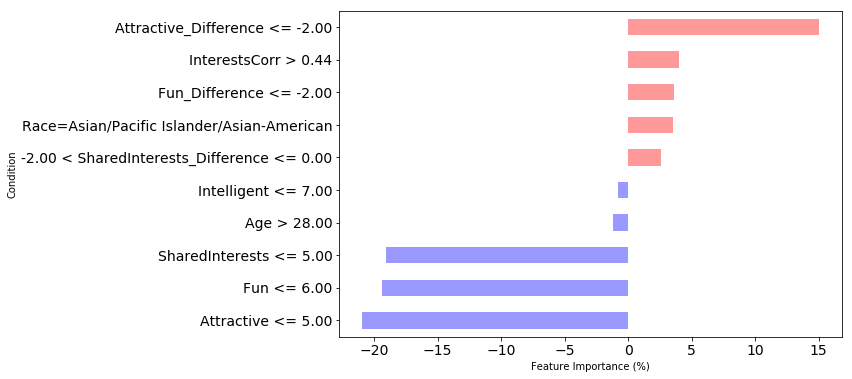 Attractive_Difference <= -2.00
InterestsCorr > 0.44
Fun_Difference <= -2.00
Race=Asian/Pacific Islander/Asian-American
-2.00 < SharedInterests_Difference <= 0.00
Intelligent <= 7.00
Age > 28.00
SharedInterests <= 5.00
Fun <= 6.00
Attractive <= 5.00
Condition
−20 −15 −10 −5 0 5 10 15
Feature Importance (%)